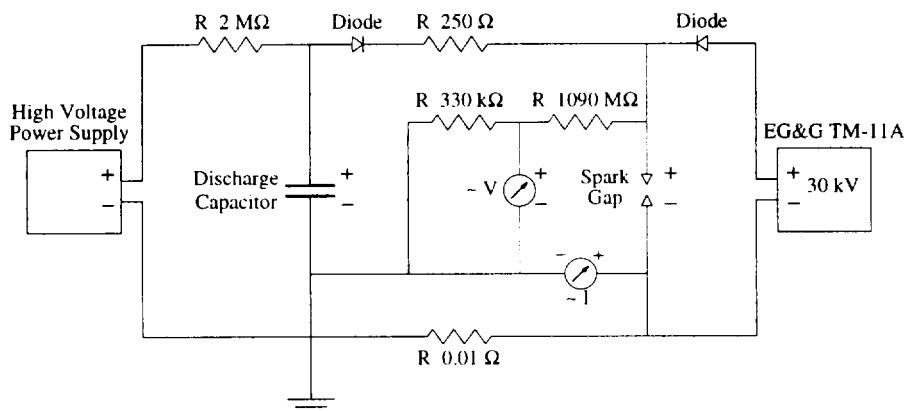 R 2 MΩ
Diode
R 250 Ω
Diode
R 330 kΩ
R 1090 MΩ
High Voltage
Power Supply
EG&G TM-11A
+
−
Discharge
Capacitor
+
−
~ V
+
−
Spark
Gap
+
−
+
−
30 kV
−
+
~ I
R 0.01 Ω